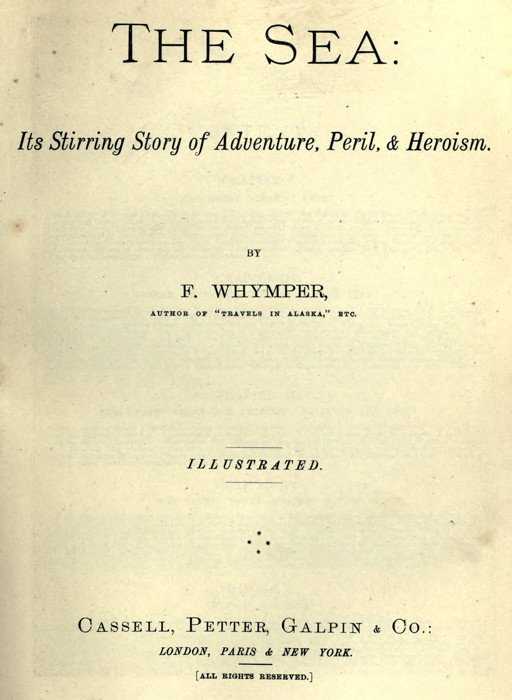 THE SEA:
Its Stirring Story of Adventure, Peril, & Heroism.
BY
F. WHYMPER,
AUTHOR OF "TRAVELS IN ALASKA," ETC.
ILLUSTRATED.
CASSELL, PETTER, GALPIN & CO.:
LONDON, PARIS & NEW YORK.
[ALL RIGHTS RESERVED.]